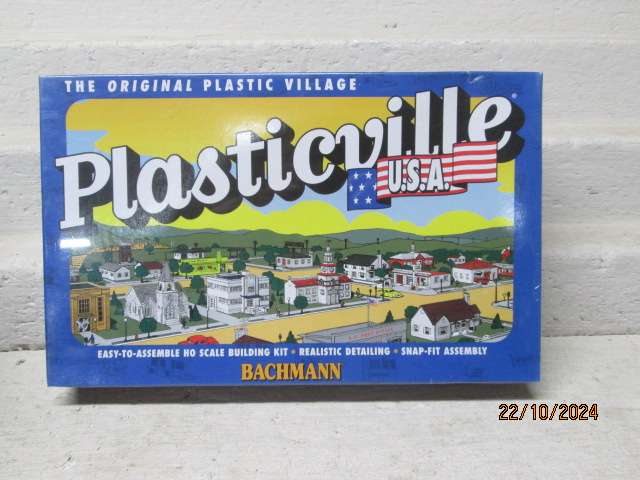 THE ORIGINAL PLASTIC VILLAGE
Plasticville
U.S.A.
EASY-TO-ASSEMBLE HO SCALE BUILDING KIT • REALISTIC DETAILING • SNAP-FIT ASSEMBLY
BACHMANN
22/10/2024